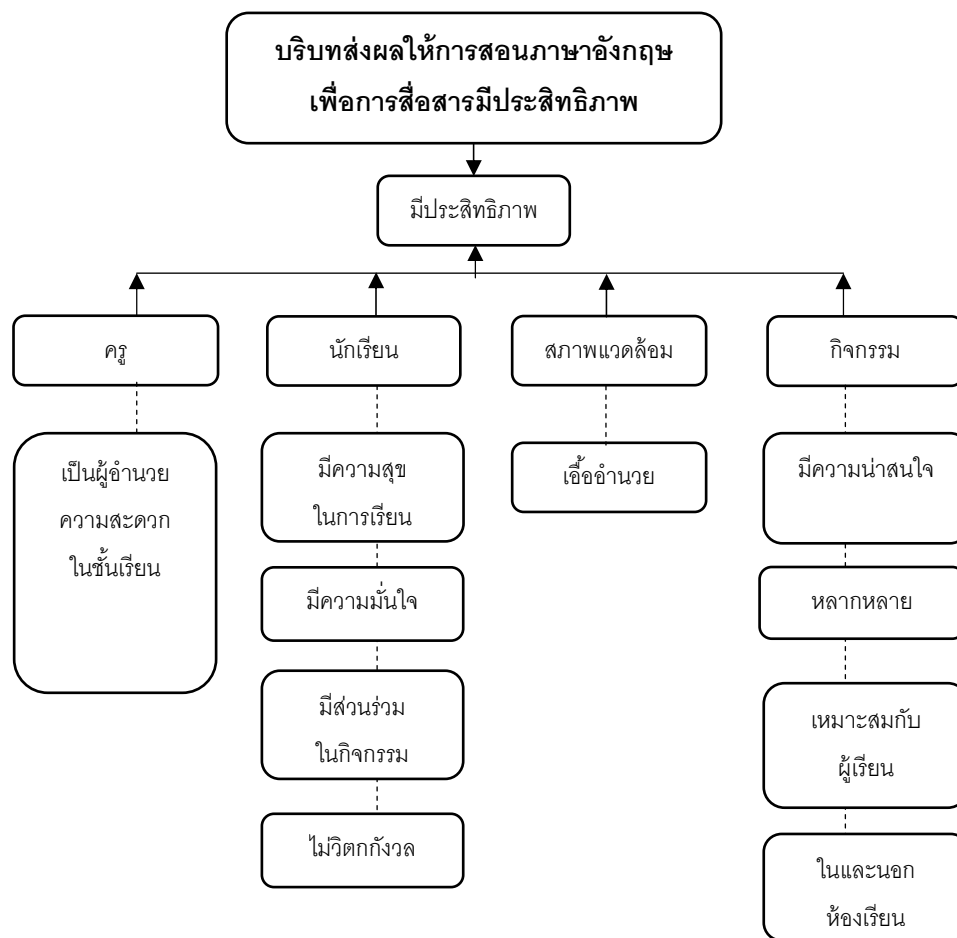 บริบทส่งผลให้การสอนภาษาอังกฤษ
เพื่อการสื่อสารมีประสิทธิภาพ
มีประสิทธิภาพ
ครู
นักเรียน
สภาพแวดล้อม
กิจกรรม
เป็นผู้อำนวย
ความสะดวก
ในชั้นเรียน
มีความสุข
ในการเรียน
มีความมั่นใจ
มีส่วนร่วม
ในกิจกรรม
ไม่วิตกกังวล
เอื้ออำนวย
มีความน่าสนใจ
หลากหลาย
เหมาะสมกับ
ผู้เรียน
ในและนอก
ห้องเรียน